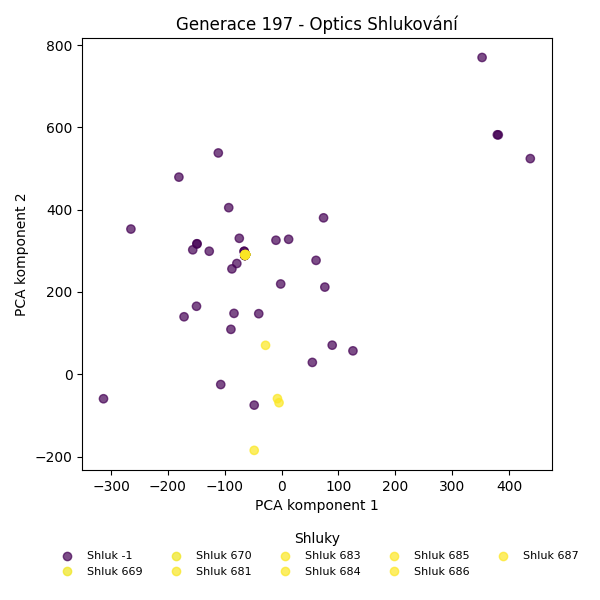 Generace 197 - Optics Shlukování
800
600
400
200
0
−200
PCA komponent 2
−300 −200 −100 0 100 200 300 400
PCA komponent 1
Shluky
Shluk -1 Shluk 670 Shluk 683 Shluk 685 Shluk 687
Shluk 669 Shluk 681 Shluk 684 Shluk 686